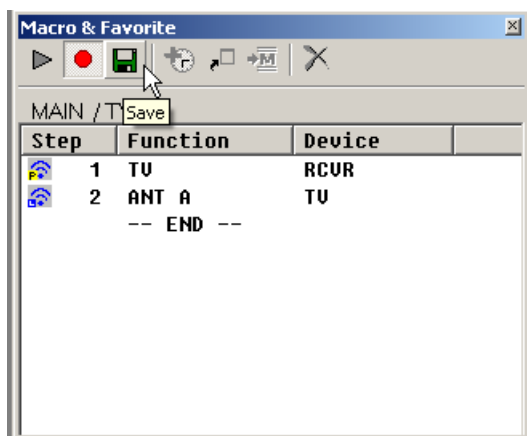 Macro & Favorite
MAIN / T
Save
Step Function Device
1 TV RCVR
2 ANT A TV
-- END --